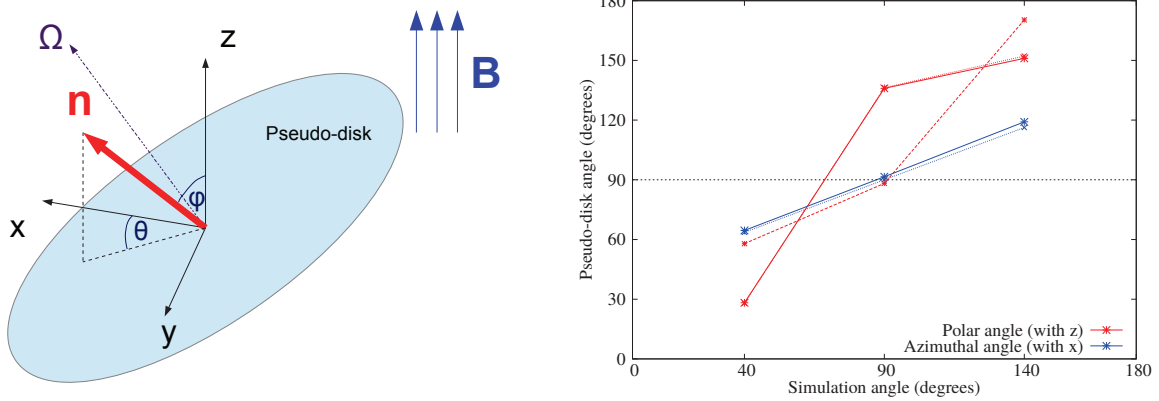 Ω
z
n
B
Pseudo-disk
φ
x
θ
y
180
150
120
90
60
30
0
Pseudo-disk angle (degrees)
Polar angle (with z)
Azimuthal angle (with x)
0 40 90 140 180
Simulation angle (degrees)